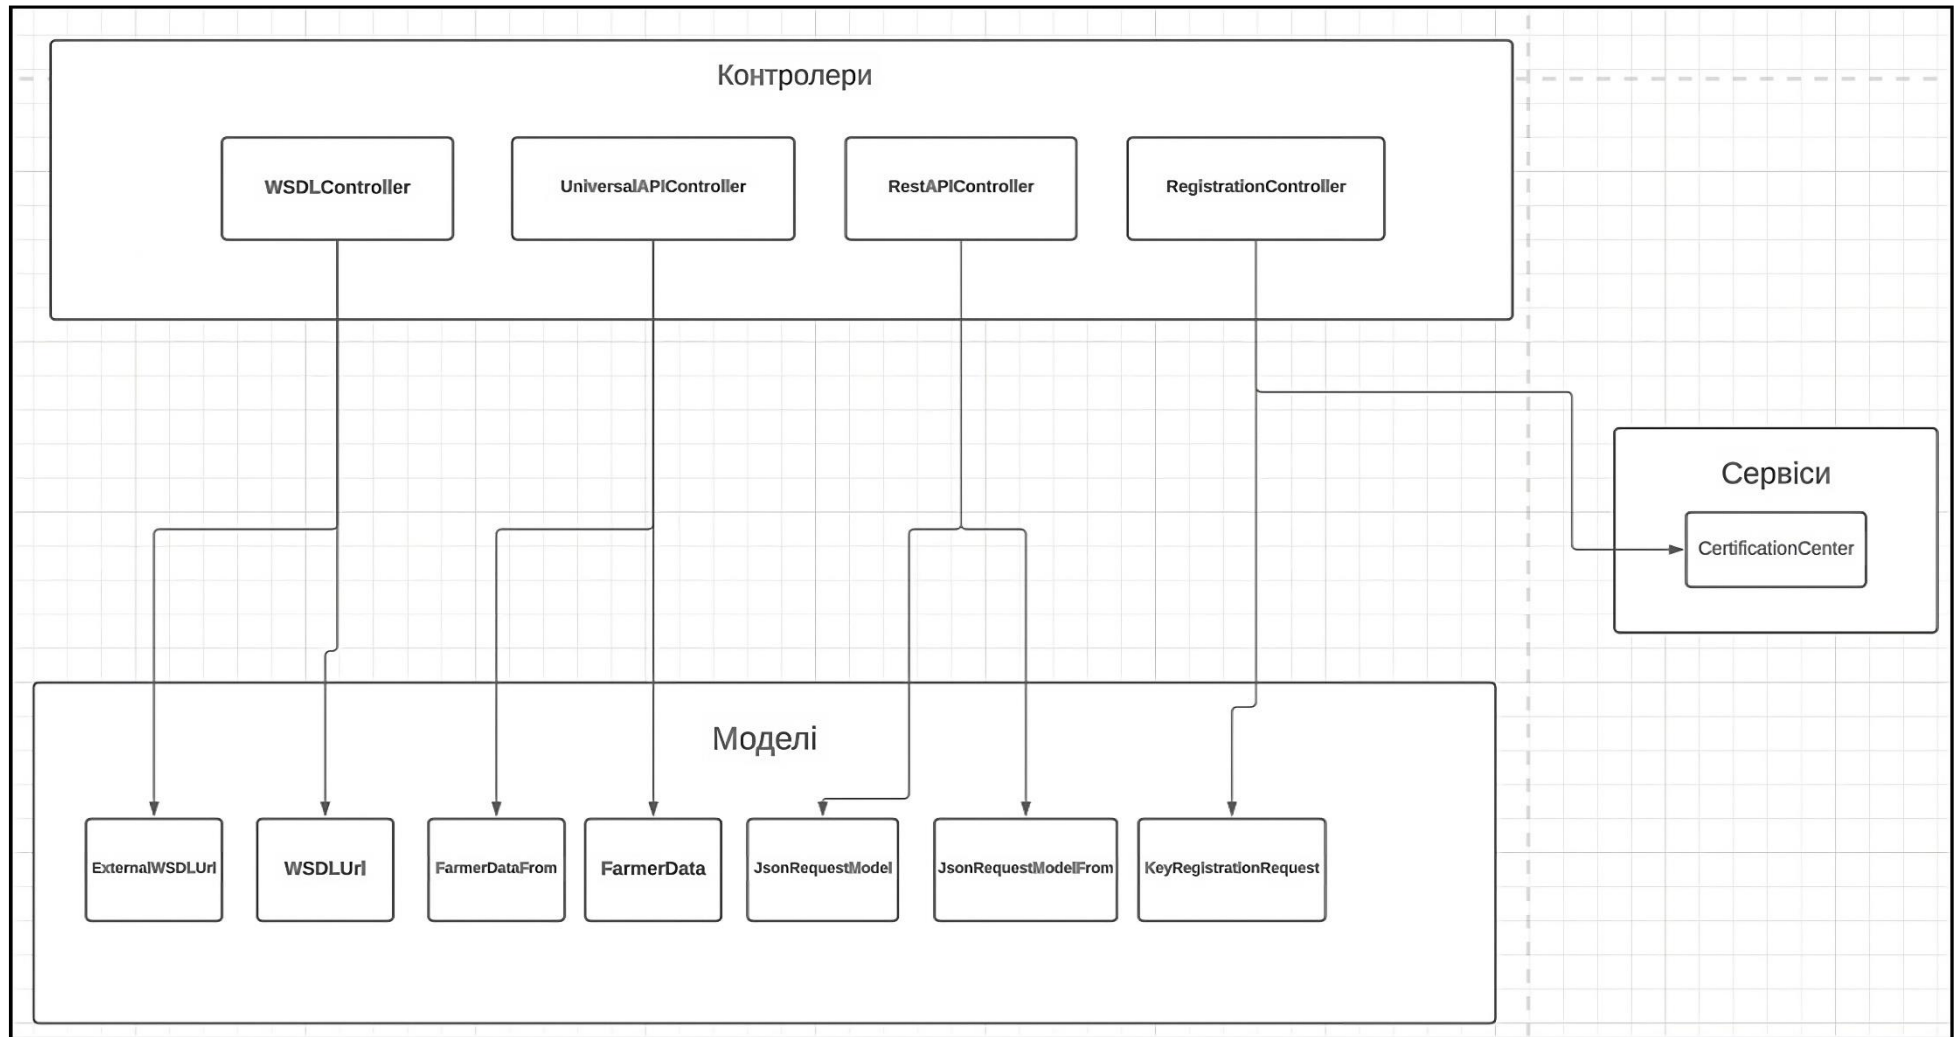 Контролери
WSDLController
UniversalAPIController
RestAPIController
RegistrationController
Сервіси
CertificationCenter
Моделі
ExternalWSDLUrl
WSDLUrl
FarmerDataFrom
FarmerData
JsonRequestModel
JsonRequestModelFrom
KeyRegistrationRequest